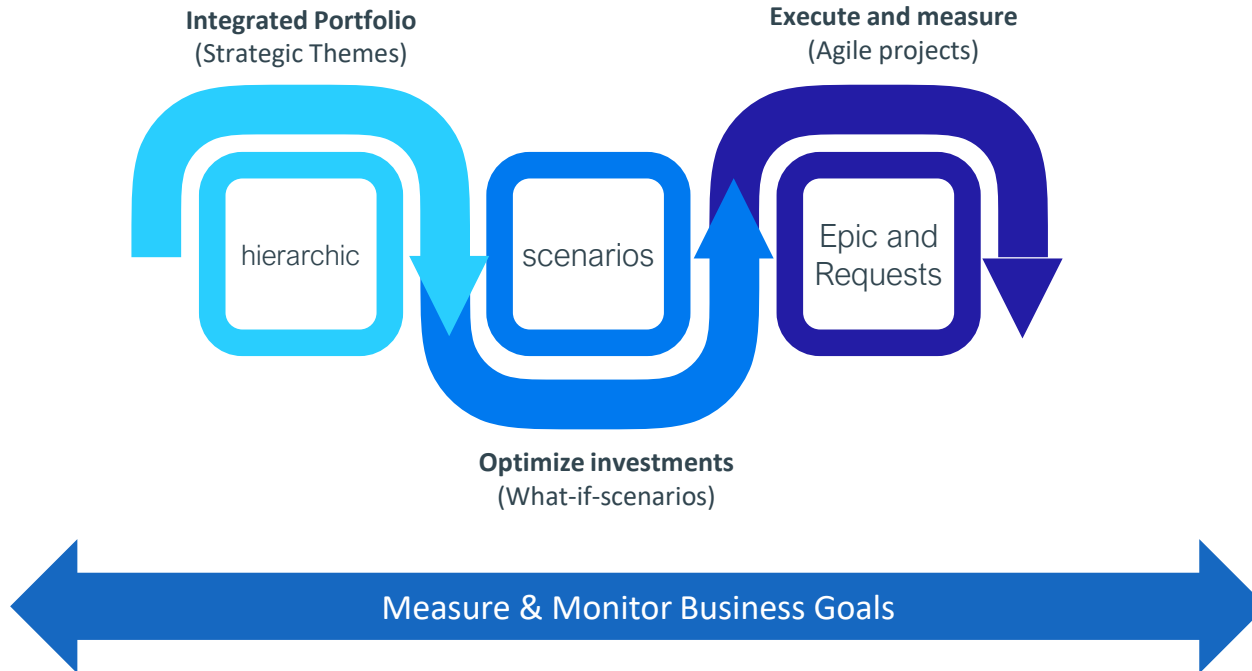 Integrated Portfolio
(Strategic Themes)
Execute and measure
(Agile projects)
hierarchic
scenarios
Epic and
Requests
Optimize investments
(What-if-scenarios)
Measure & Monitor Business Goals